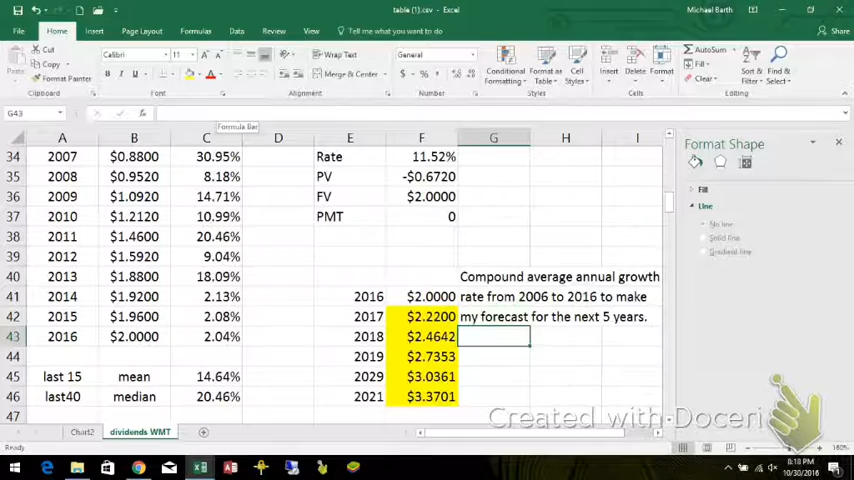 table (1).csv - Excel
Michael Barth
File Home Insert Page Layout Formulas Data Review View Tell me what you want to do... Share
Cut
Copy
Format Painter
Paste
Clipboard
Calibri 11
Font
Wrap Text
Merge & Center
Alignment
General
Number
Conditional Formatting
Format as Table
Cell Styles
Styles
Insert Delete Format
Cells
AutoSum
Fill
Clear
Sort & Find &
Editing
G43
Formula Bar
A B C D E F G H I
34 2007 $0.8800 30.95% Rate 11.52%
35 2008 $0.9520 8.18% PV -$0.6720
36 2009 $1.0920 14.71% FV $2.0000
37 2010 $1.2120 10.99% PMT 0
38 2011 $1.4600 20.46%
39 2012 $1.5920 9.04%
40 2013 $1.8800 18.09% Compound average annual growth
41 2014 $1.9200 2.13% 2016 $2.0000 rate from 2006 to 2016 to make
42 2015 $1.9600 2.08% 2017 $2.2200 my forecast for the next 5 years.
43 2016 $2.0000 2.04% 2018 $2.4642
44 2019 $2.7353
45 last 15 mean 14.64% 2029 $3.0361
46 last40 median 20.46% 2021 $3.3701
47
Format Shape
Fill
Line
No line
Solid line
Gradient line
Created with Doceri
Chart2 dividends WMT
Ready
160%
8:18 PM
10/30/2016